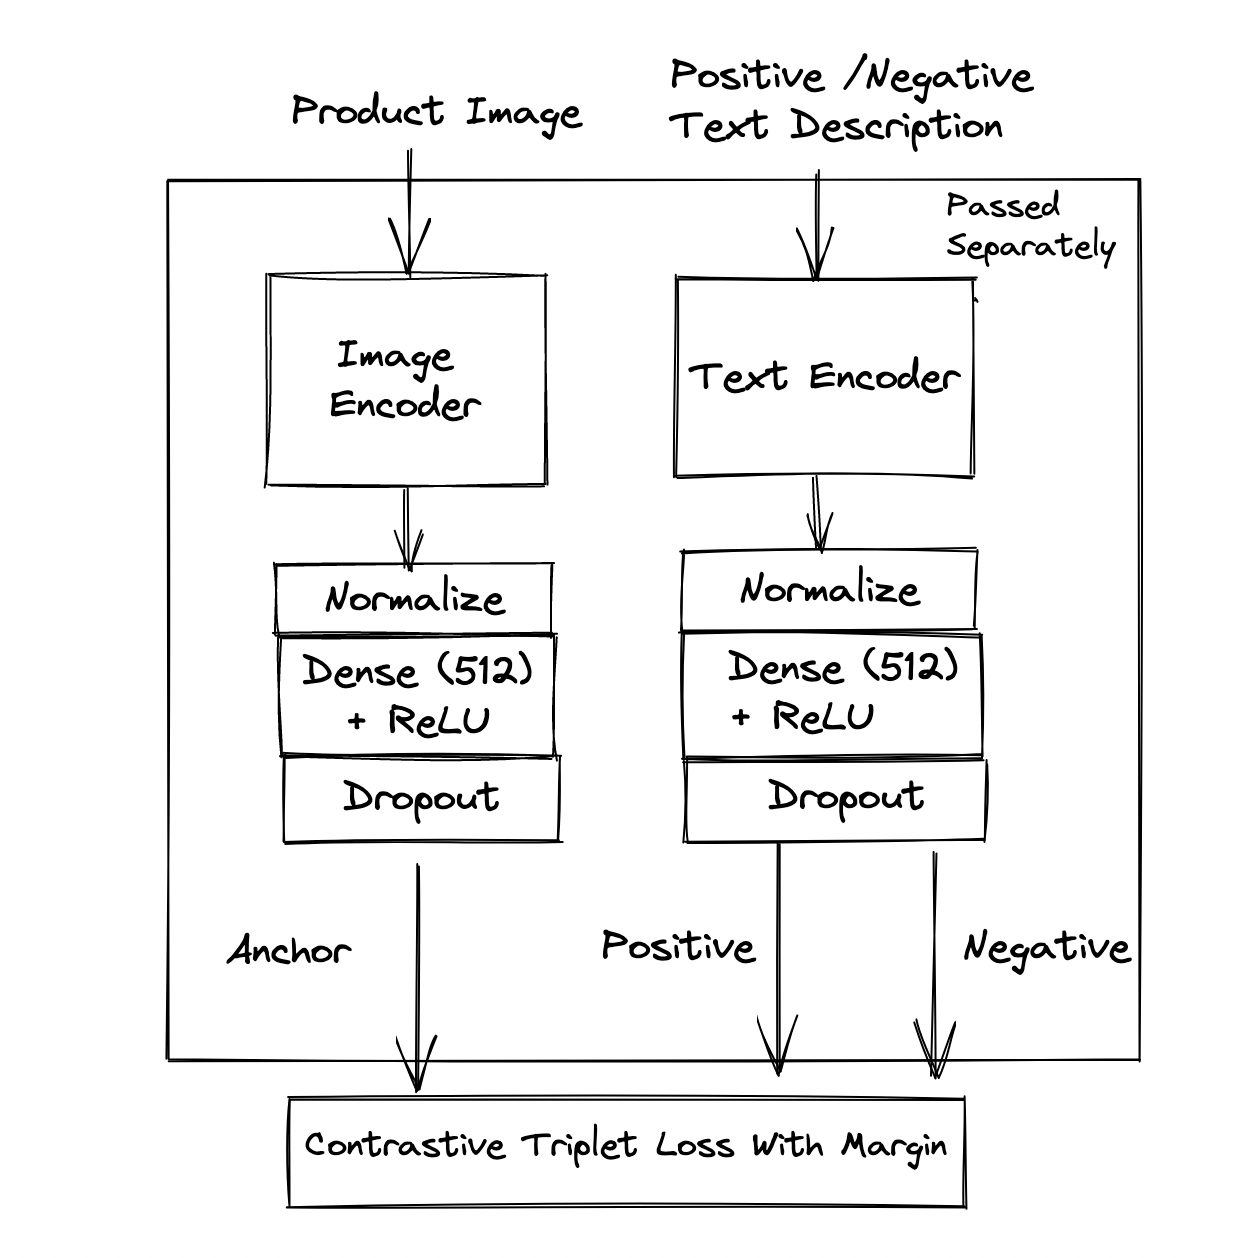 Product Image
Positive /Negative
Text Description
Passed
Separately
Image
Encoder
Text Encoder
Normalize
Dense (512)
+ ReLU
Dropout
Normalize
Dense (512)
+ ReLU
Dropout
Anchor
Positive
Negative
Contrastive Triplet Loss With Margin